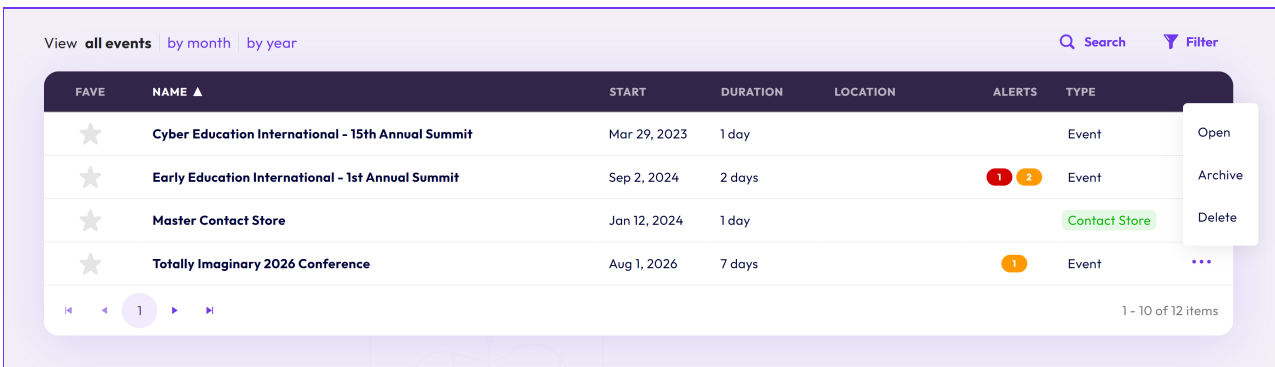 View all events by month by year Search Filter
FAVE NAME ▲ START DURATION LOCATION ALERTS TYPE
Cyber Education International - 15th Annual Summit Mar 29, 2023 1 day Event Open
Early Education International - 1st Annual Summit Sep 2, 2024 2 days 1 2 Event Archive
Master Contact Store Jan 12, 2024 1 day Contact Store Delete
Totally Imaginary 2026 Conference Aug 1, 2026 7 days 1 Event •••
1 1 - 10 of 12 items